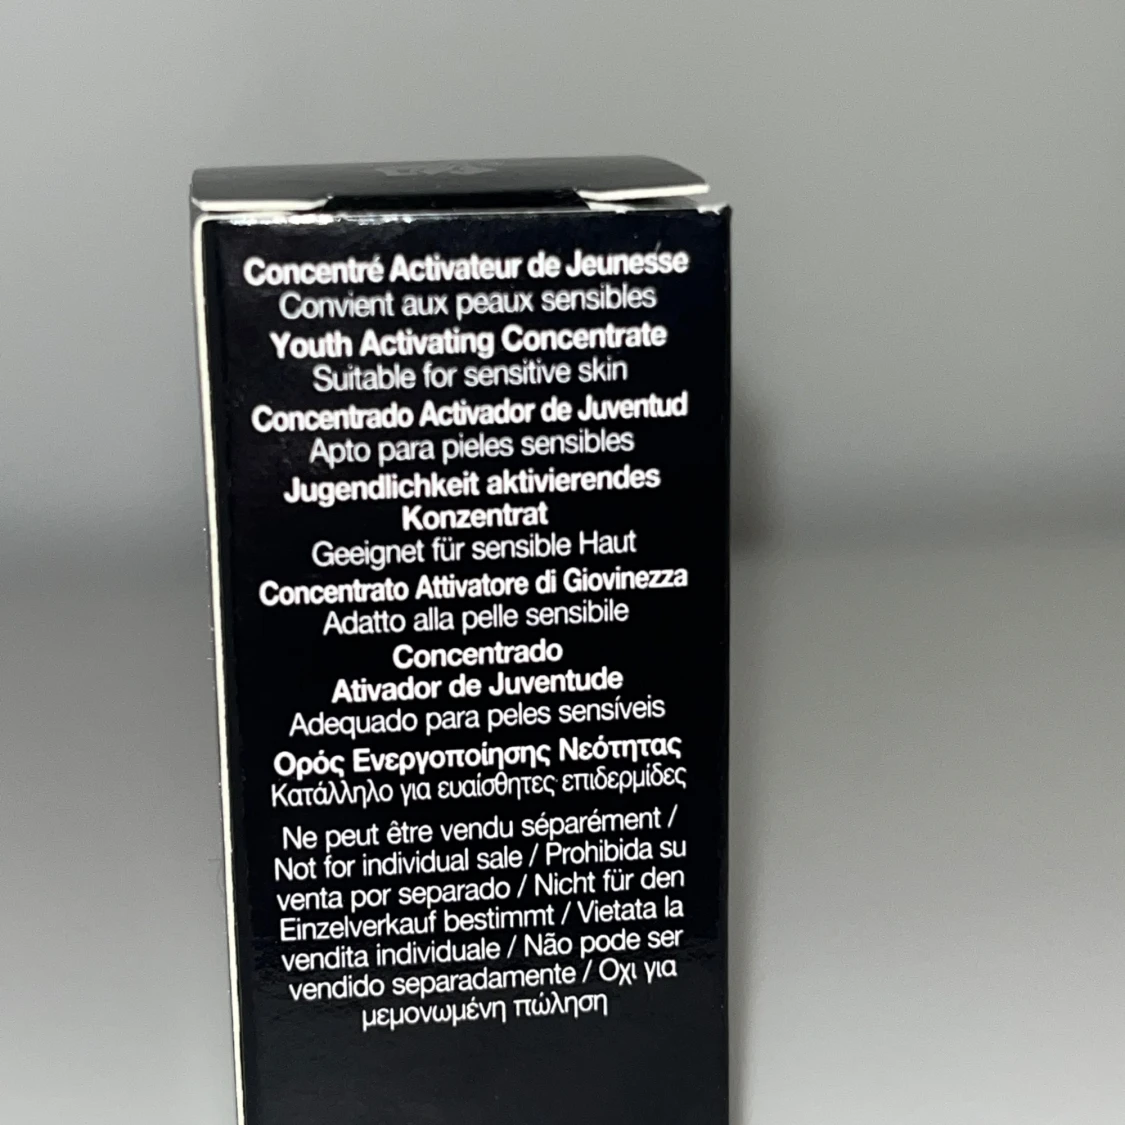 Concentré Activateur de Jeunesse
Convient aux peaux sensibles
Youth Activating Concentrate
Suitable for sensitive skin
Concentrado Activador de Juventud
Apto para pieles sensibles
Jugendlichkeit aktivierendes
Konzentrat
Geeignet für sensible Haut
Concentrato Attivatore di Giovinezza
Adatto alla pelle sensibile
Concentrado
Ativador de Juventude
Adequado para peles sensíveis
Ορός Ενεργοποίησης Νεότητας
Κατάλληλο για ευαίσθητες επιδερμίδες
Ne peut être vendu séparément /
Not for individual sale / Prohibida su
venta por separado / Nicht für den
Einzelverkauf bestimmt / Vietata la
vendita individuale / Não pode ser
vendido separadamente / Οχι για
μεμονωμένη πώληση